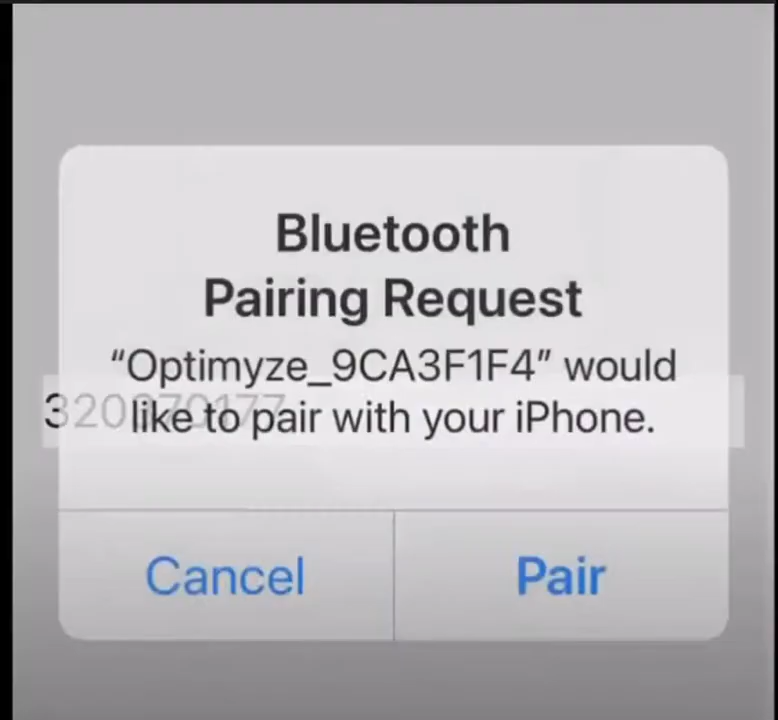 Bluetooth
Pairing Request
“Optimyze_9CA3F1F4” would
like to pair with your iPhone.
Cancel
Pair